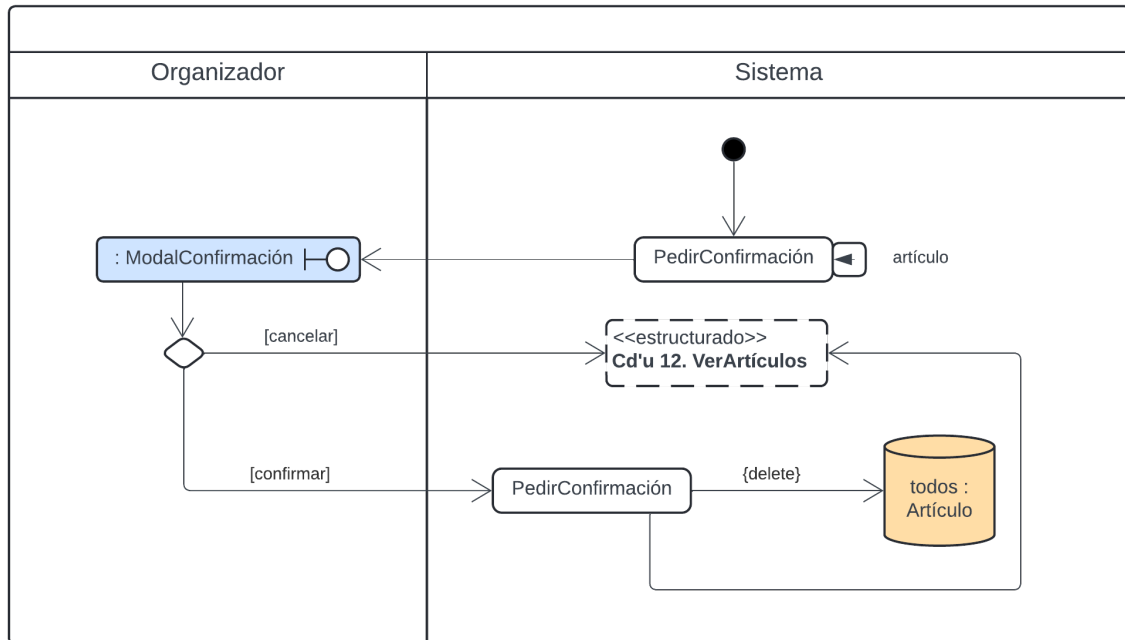 Organizador
Sistema
: ModalConfirmación
PedirConfirmación
artículo
[cancelar]
<<estructurado>>
Cd'u 12. VerArtículos
[confirmar]
PedirConfirmación
{delete}
todos :
Artículo